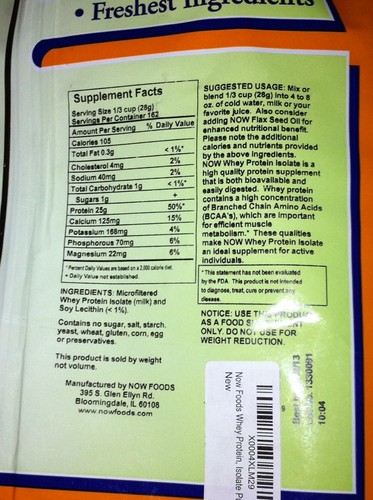 • Freshest Ingredients
Supplement Facts
Serving Size 1/3 cup (28g)
Servings Per Container 162
Amount Per Serving % Daily Value
Calories 105
Total Fat 0.3g <1%*
Cholesterol 4mg 2%
Sodium 40mg 2%
Total Carbohydrate 1g <1%*
Sugars 1g +
Protein 25g 50%*
Calcium 125mg 15%
Potassium 168mg 4%
Phosphorous 70mg 6%
Magnesium 22mg 6%
* Percent Daily Values are based on a 2,000 calorie diet.
+ Daily Value not established.
INGREDIENTS: Microfiltered
Whey Protein Isolate (milk) and
Soy Lecithin (< 1%).
Contains no sugar, salt, starch,
yeast, wheat, gluten, corn, egg
or preservatives.
This product is sold by weight
not volume.
Manufactured by NOW FOODS
395 S. Glen Ellyn Rd.
Bloomingdale, IL 60108
www.nowfoods.com
SUGGESTED USAGE: Mix or
blend 1/3 cup (28g) into 4 to 8
oz. of cold water, milk or your
favorite juice. Also consider
adding NOW Flax Seed Oil for
enhanced nutritional benefit.
Please note the additional
calories and nutrients provided
by the above ingredients.
NOW Whey Protein Isolate is a
high quality protein supplement
that is both bioavailable and
easily digested. Whey protein
contains a high concentration
of Branched Chain Amino Acids
(BCAA's), which are important
for efficient muscle
metabolism.* These qualities
make NOW Whey Protein Isolate
an ideal supplement for active
individuals.
*This statement has not been evaluated
by the FDA. This product is not intended
to diagnose, treat, cure or prevent any
disease.
NOTICE: USE THIS PRODUCT
AS A FOOD SUPPLEMENT
ONLY. DO NOT USE FOR
WEIGHT REDUCTION.
10:04
X0004XLM29
Now Foods Whey Protein, Isolate P
New